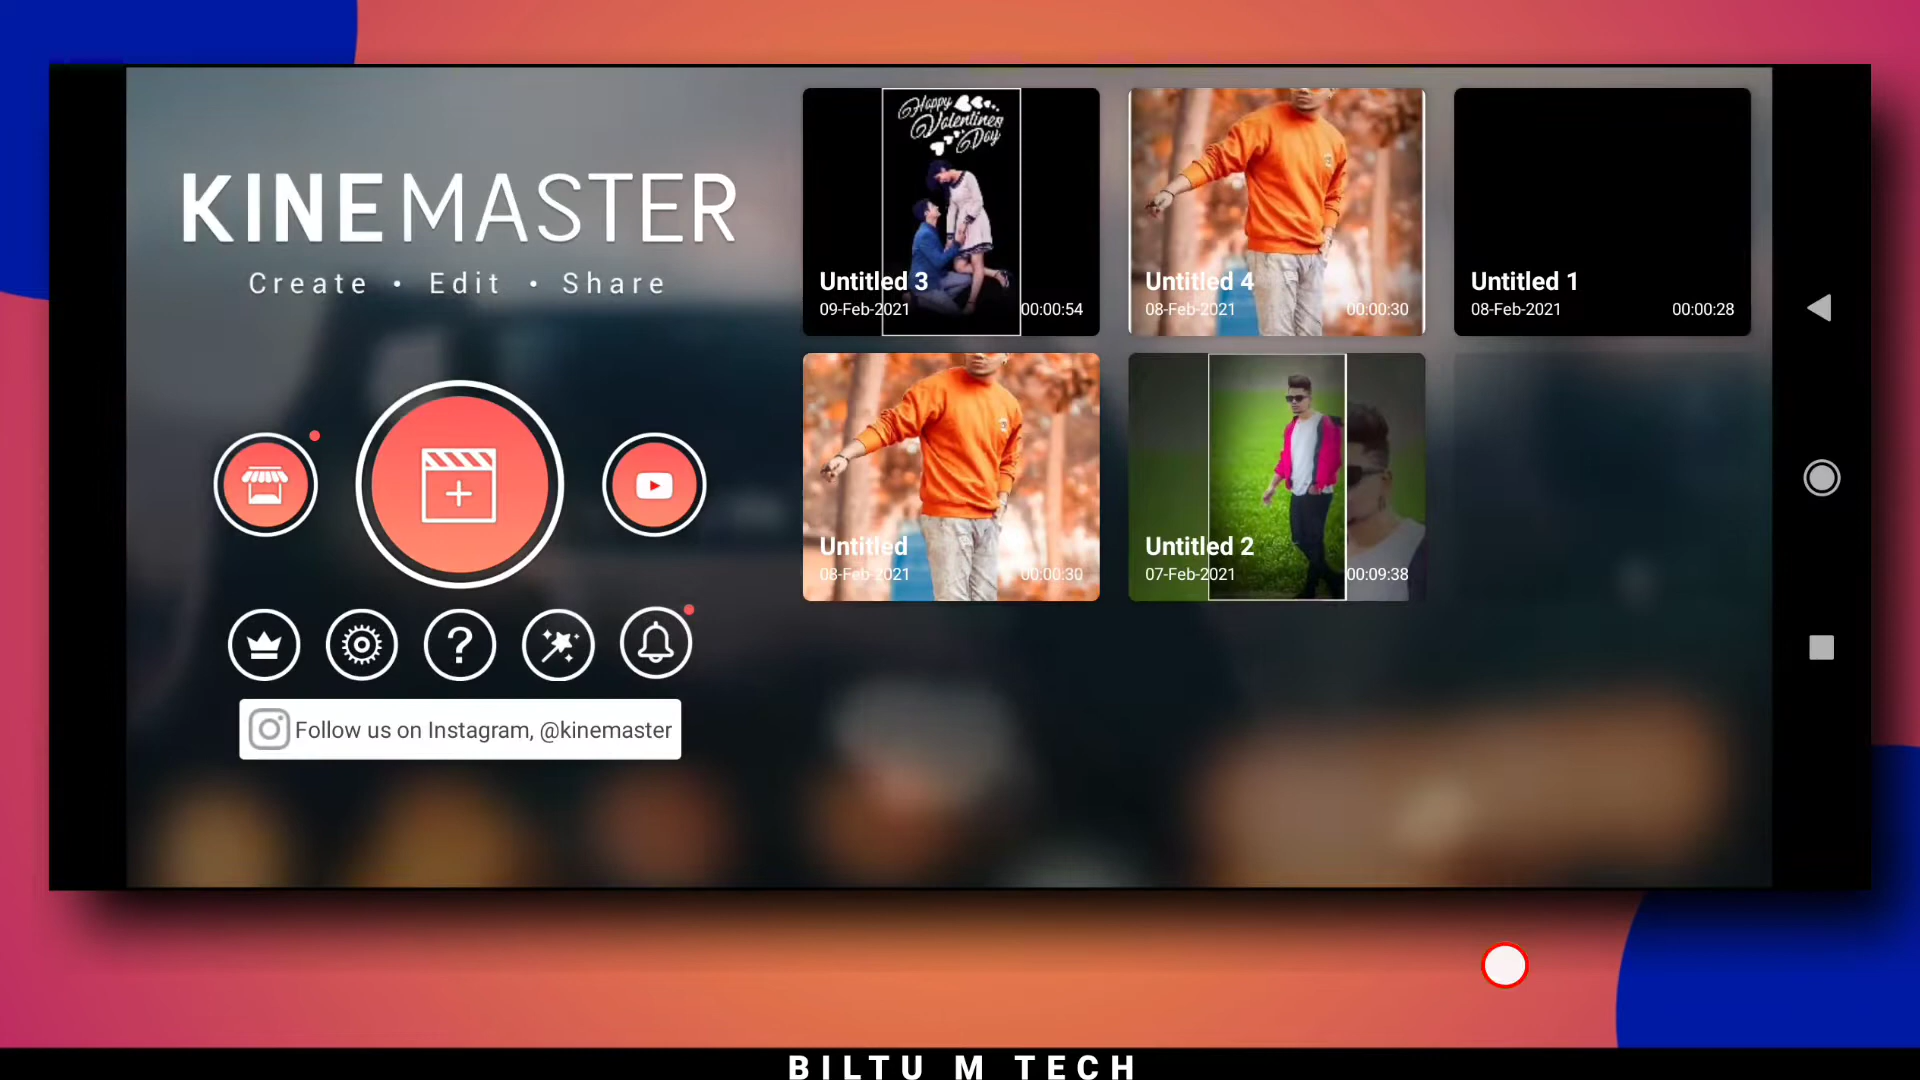 KINEMASTER
Create • Edit • Share
Follow us on Instagram, @kinemaster
Happy
Valentines
Day
Untitled 3
09-Feb-2021 00:00:54
Untitled 4
08-Feb-2021 00:00:30
Untitled 1
08-Feb-2021 00:00:28
Untitled
08-Feb-2021 00:00:30
Untitled 2
07-Feb-2021 00:09:38
BILTU M TECH